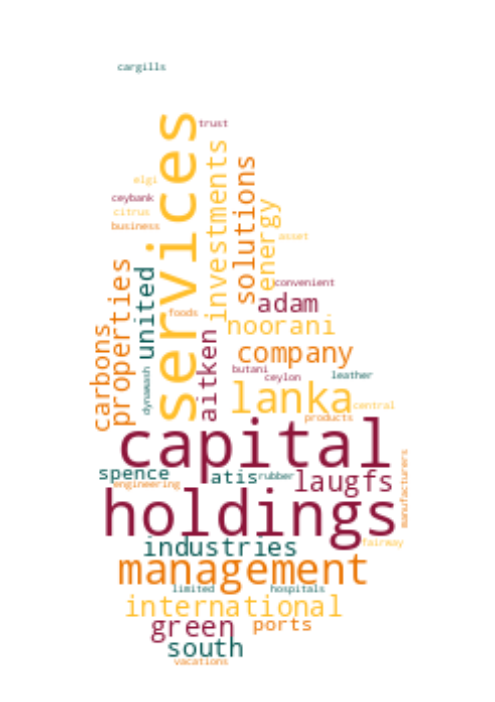 cargills
services
trust
investments
solutions
elgi
ceybank
citrus
business
energy
asset
properties
united
convenient
adam
foods
noorani
carbons
aitken
company
butani
ceylon
leather
dynawash
lanka
central
products
capital
spence
atis
rubber
laugfs
engineering
manufacturers
holdings
industries
fairway
management
limited
hospitals
international
green
ports
south
vacations